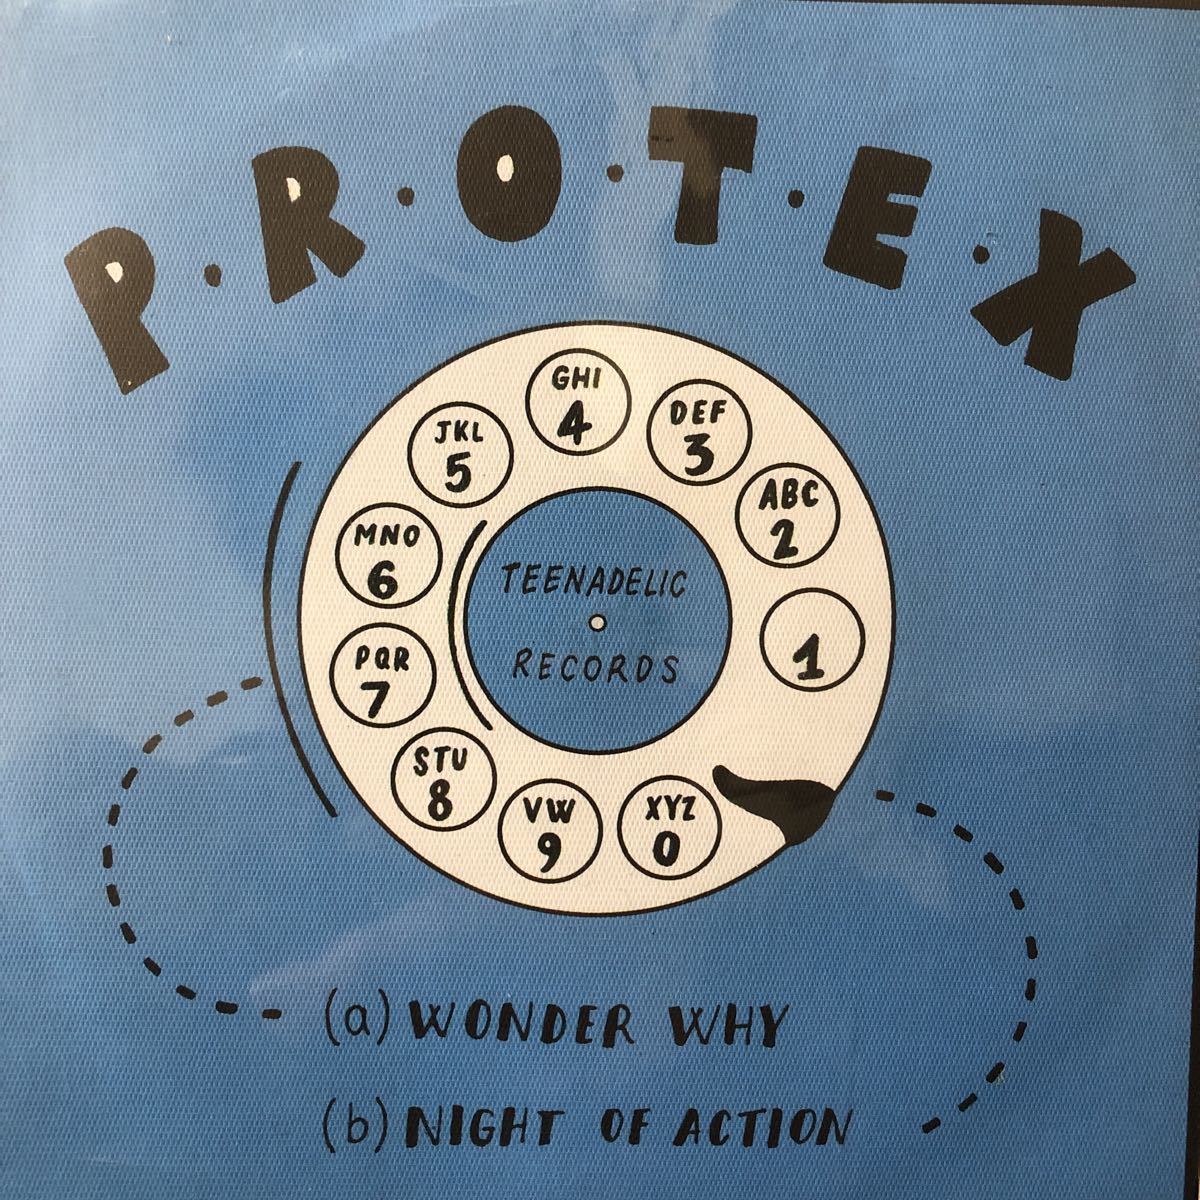 P·R·O·T·E·X
GHI
4
DEF
3
ABC
2
1
JKL
5
MNO
6
PQR
7
STU
8
VW
9
XYZ
0
TEENADELIC
RECORDS
(a) WONDER WHY
(b) NIGHT OF ACTION